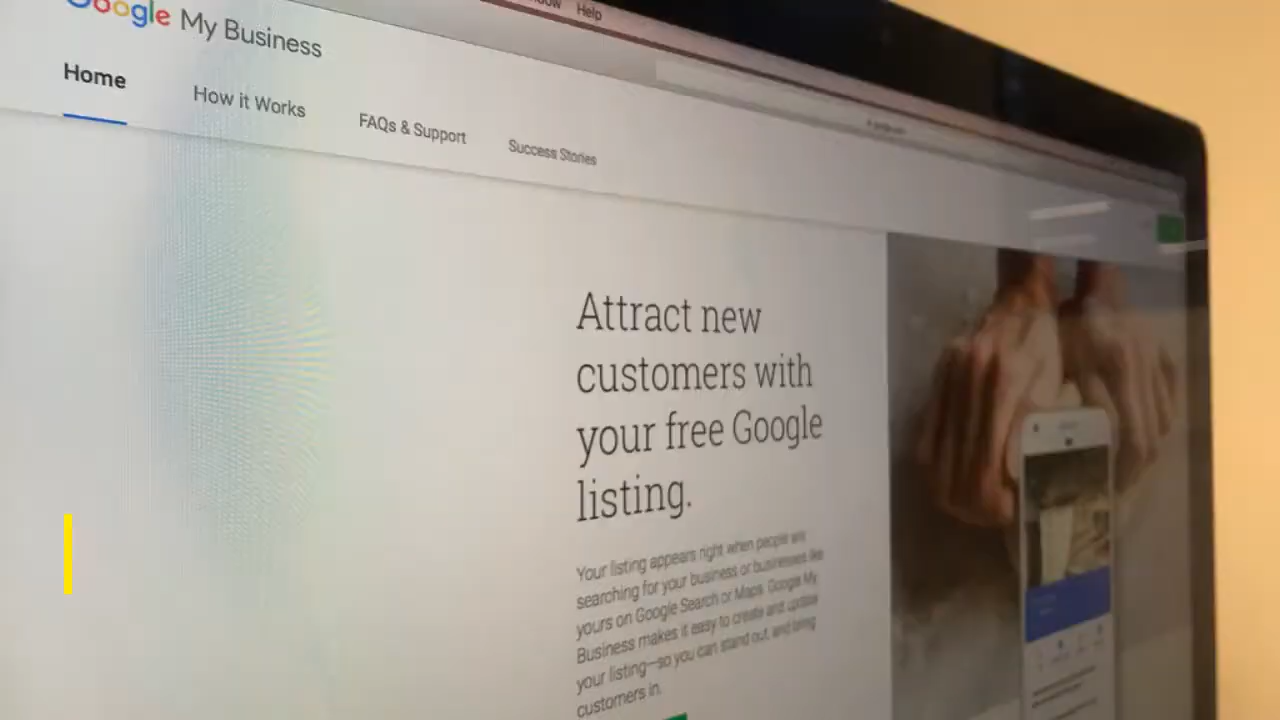 Help
Google My Business
Home
How it Works
FAQs & Support
Success Stories
Attract new
customers with
your free Google
listing.
Your listing appears right when people are
searching for your business or businesses like
yours on Google Search or Maps. Google My
Business makes it easy to create and update
your listing—so you can stand out, and bring
customers in.